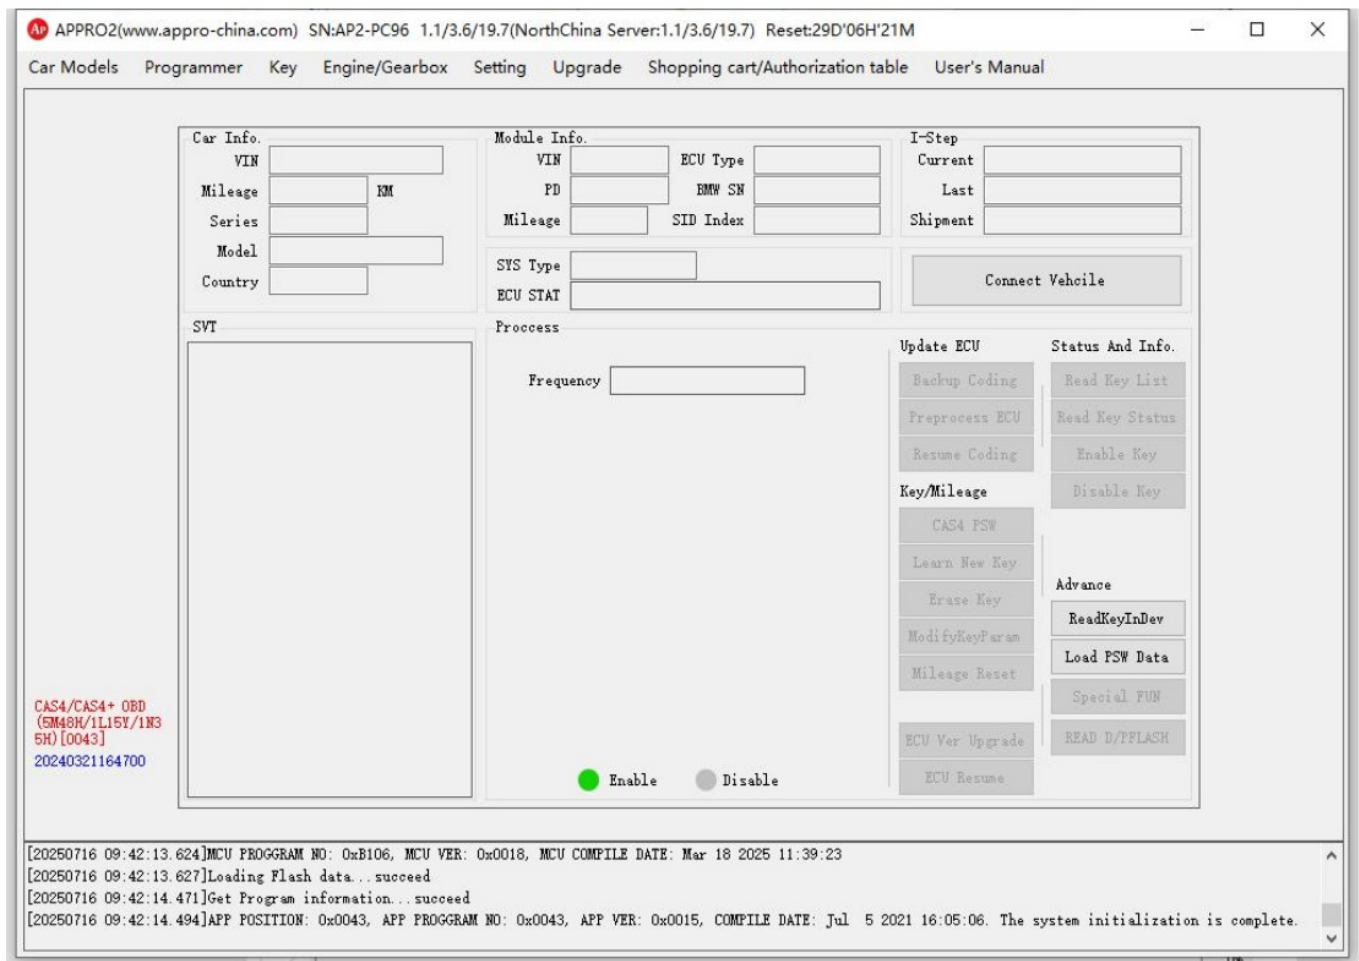 AP APPRO2(www.appro-china.com) SN:AP2-PC96 1.1/3.6/19.7(NorthChina Server:1.1/3.6/19.7) Reset:29D'06H'21M
Car Models Programmer Key Engine/Gearbox Setting Upgrade Shopping cart/Authorization table User's Manual
Car Info.
VIN
Mileage KM
Series
Model
Country
Module Info.
VIN ECU Type
PD BMW SN
Mileage SID Index
SYS Type
ECU STAT
I-Step
Current
Last
Shipment
Connect Vehcile
SVT
Proccess
Frequency
Enable Disable
Update ECU
Backup Coding
Preprocess ECU
Resume Coding
Key/Mileage
CAS4 PSW
Learn New Key
Erase Key
ModifyKeyParam
Mileage Reset
ECU Ver Upgrade
ECU Resume
Status And Info.
Read Key List
Read Key Status
Enable Key
Disable Key
Advance
ReadKeyInDev
Load PSW Data
Special FUN
READ D/PFLASH
CAS4/CAS4+ OBD
(5M48H/1L15Y/1N3
5H)[0043]
20240321164700
[20250716 09:42:13.624]MCU PROGGRAM NO: 0xB106, MCU VER: 0x0018, MCU COMPILE DATE: Mar 18 2025 11:39:23
[20250716 09:42:13.627]Loading Flash data...succeed
[20250716 09:42:14.471]Get Program information...succeed
[20250716 09:42:14.494]APP POSITION: 0x0043, APP PROGGRAM NO: 0x0043, APP VER: 0x0015, COMPILE DATE: Jul 5 2021 16:05:06. The system initialization is complete.